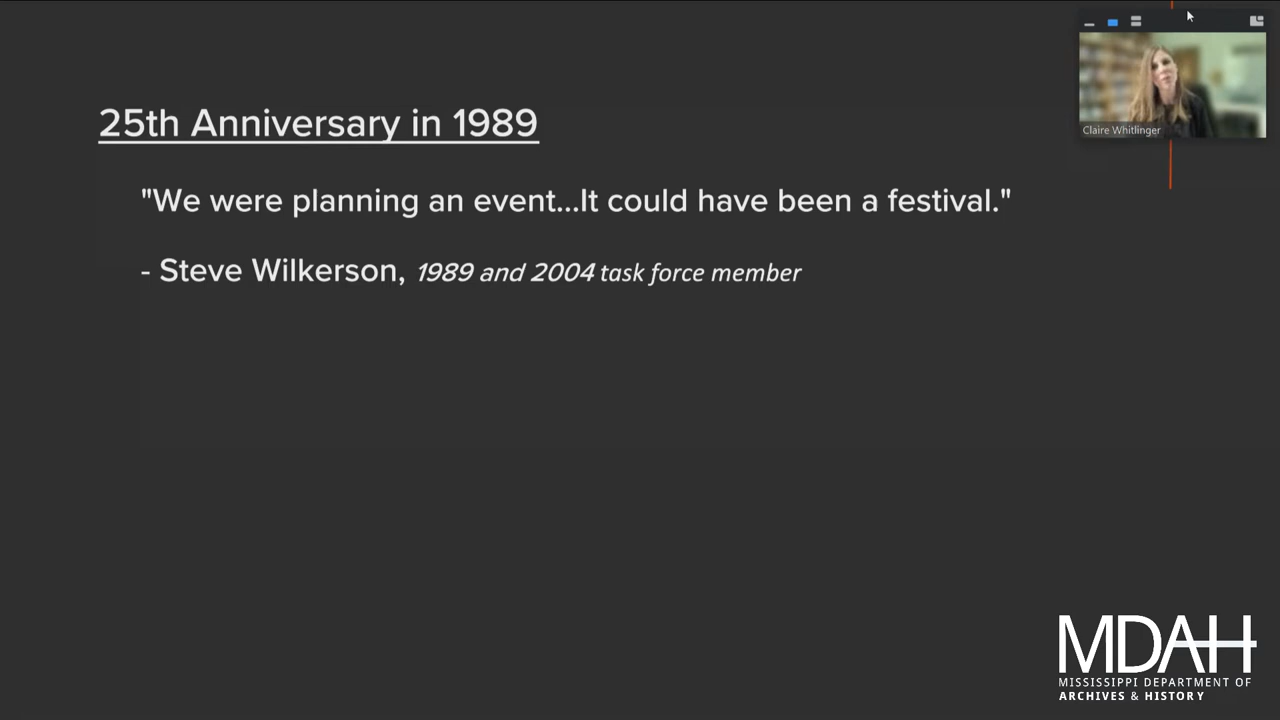 25th Anniversary in 1989
"We were planning an event...It could have been a festival."
- Steve Wilkerson, 1989 and 2004 task force member
Claire Whitlinger
MDAH
MISSISSIPPI DEPARTMENT OF
ARCHIVES & HISTORY